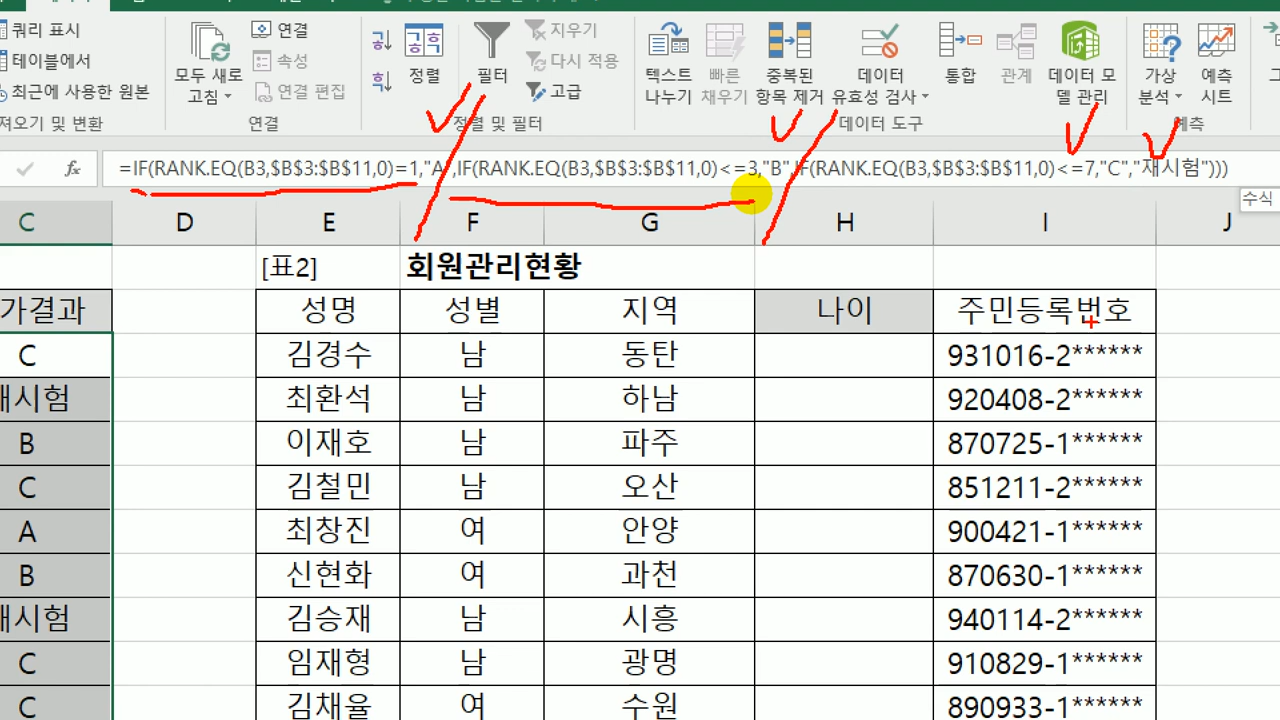 쿼리 표시
테이블에서
최근에 사용한 원본
모두 새로
고침
연결
속성
연결 편집
연결
정렬
필터
지우기
다시 적용
고급
정렬 및 필터
텍스트
나누기
빠른
채우기
중복된
항목 제거
데이터
유효성 검사
통합
관계
데이터 모
델 관리
데이터 도구
가상
분석
예측
시트
예측
fx
=IF(RANK.EQ(B3,$B$3:$B$11,0)=1,"A",IF(RANK.EQ(B3,$B$3:$B$11,0)<=3,"B",IF(RANK.EQ(B3,$B$3:$B$11,0)<=7,"C","재시험")))
수식
C D E F G H I J
[표2] 회원관리현황
가결과 성명 성별 지역 나이 주민등록번호
C 김경수 남 동탄 931016-2******
재시험 최환석 남 하남 920408-2******
B 이재호 남 파주 870725-1******
C 김철민 남 오산 851211-2******
A 최창진 여 안양 900421-1******
B 신현화 여 과천 870630-1******
재시험 김승재 남 시흥 940114-2******
C 임재형 남 광명 910829-1******
C 김채율 여 수원 890933-1******